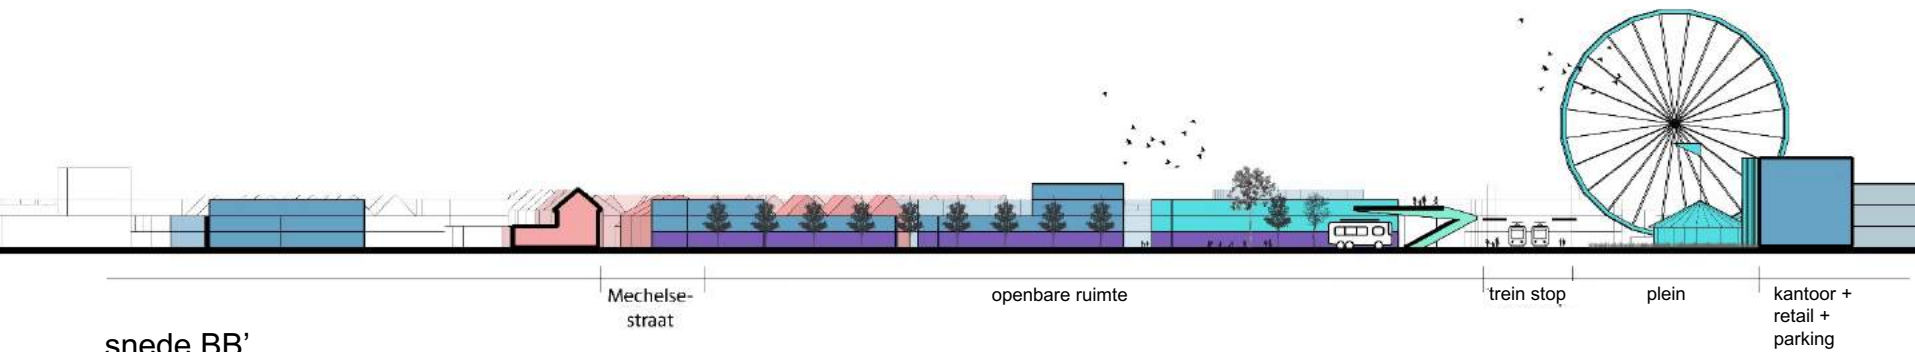 Mechelse-
straat
openbare ruimte
trein stop
plein
kantoor +
retail +
parking
snede BB'